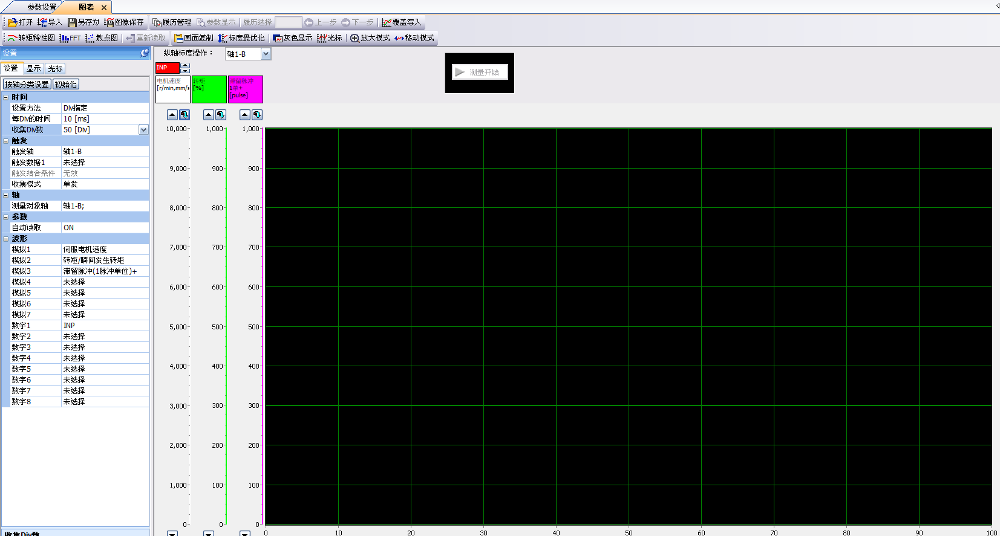 参数设置 图表 ×
打开 导入 另存为 图像保存 履历管理 参数显示 履历选择 上一步 下一步 覆盖写入
转矩特性图 FFT 散点图 重新读取 画面复制 标度最优化 灰色显示 光标 放大模式 移动模式
设置
设置 显示 光标
按轴分类设置 初始化
时间
设置方法 Div指定
每Div的时间 10 [ms]
收集Div数 50 [Div]
触发
触发轴 轴1-B
触发数据1 未选择
触发结合条件 无效
收集模式 单发
轴
测量对象轴 轴1-B;
参数
自动读取 ON
波形
模拟1 伺服电机速度
模拟2 转矩/瞬间发生转矩
模拟3 滞留脉冲(1脉冲单位)+
模拟4 未选择
模拟5 未选择
模拟6 未选择
模拟7 未选择
数字1 INP
数字2 未选择
数字3 未选择
数字4 未选择
数字5 未选择
数字6 未选择
数字7 未选择
数字8 未选择
收集Div数
纵轴标度操作： 轴1-B
INP
电机速度
[r/min,mm/s
转矩
[%]
滞留脉冲
1单+
[pulse]
测量开始
10,000 1,000 1,000
9,000 900 900
8,000 800 800
7,000 700 700
6,000 600 600
5,000 500 500
4,000 400 400
3,000 300 300
2,000 200 200
1,000 100 100
0 0 0
0 10 20 30 40 50 60 70 80 90 100